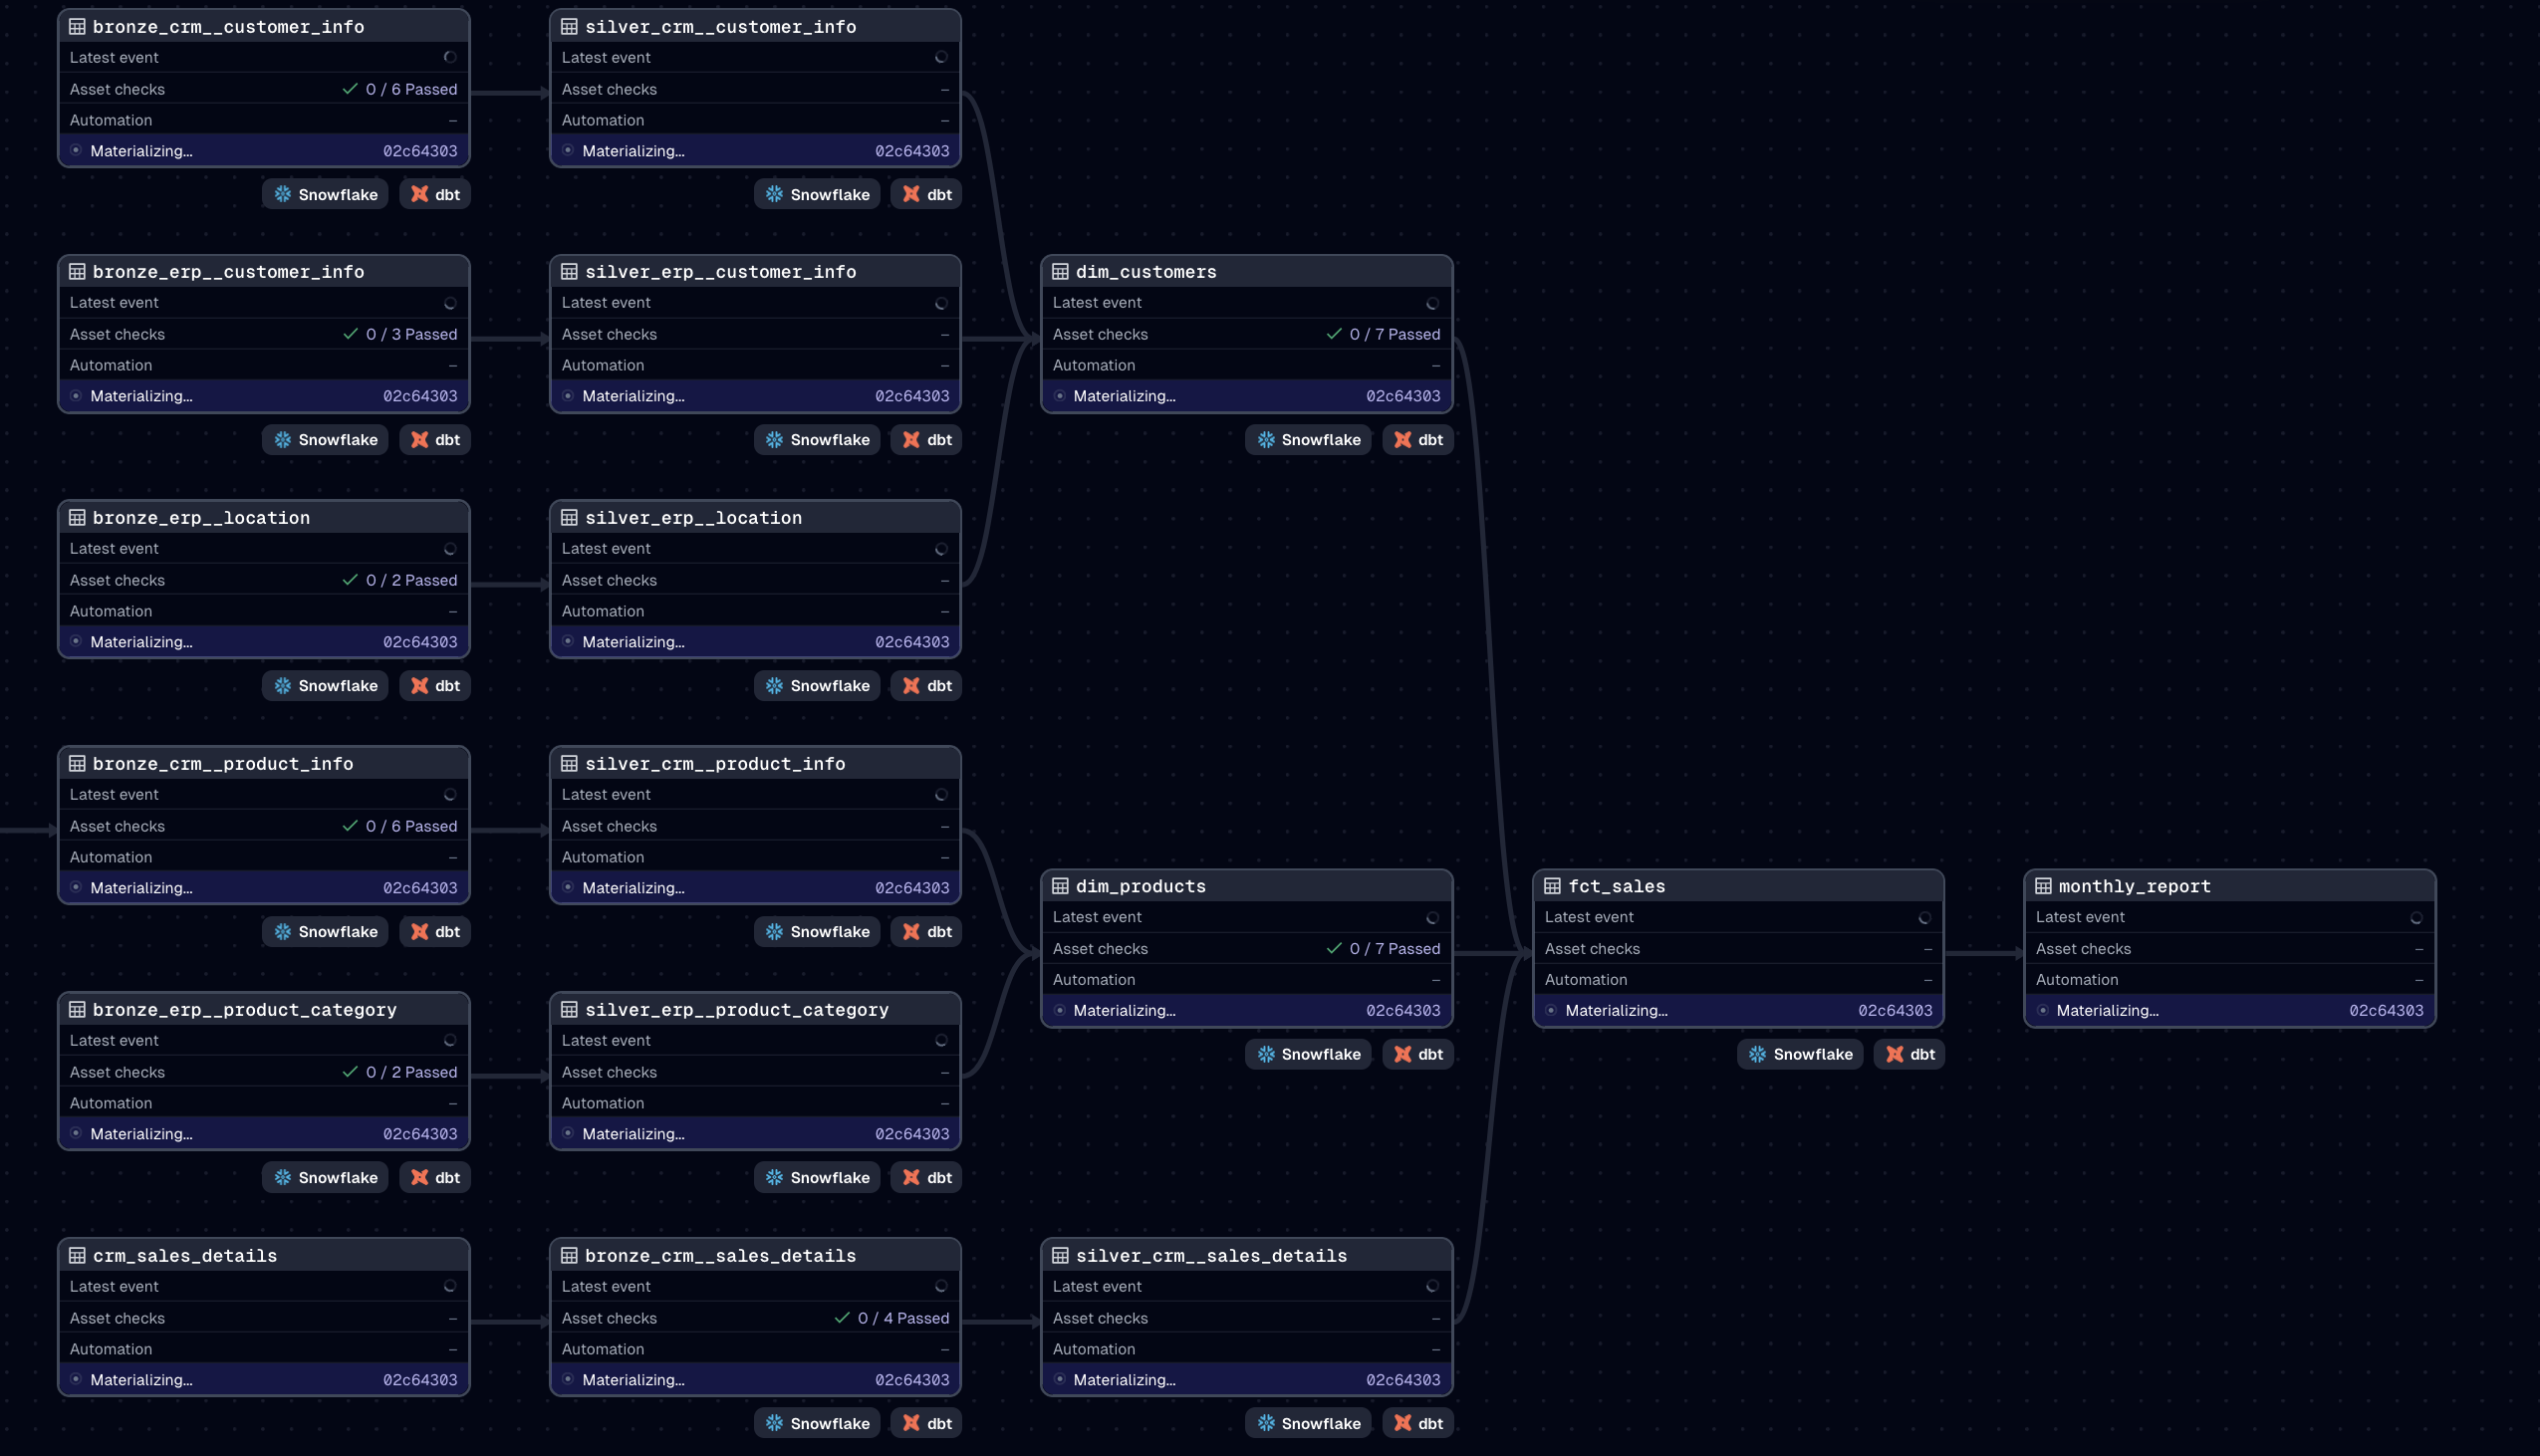 bronze_crm__customer_info
Latest event
Asset checks 0 / 6 Passed
Automation –
Materializing... 02c64303
Snowflake dbt
silver_crm__customer_info
Latest event
Asset checks –
Automation –
Materializing... 02c64303
Snowflake dbt
bronze_erp__customer_info
Latest event
Asset checks 0 / 3 Passed
Automation –
Materializing... 02c64303
Snowflake dbt
silver_erp__customer_info
Latest event
Asset checks –
Automation –
Materializing... 02c64303
Snowflake dbt
dim_customers
Latest event
Asset checks 0 / 7 Passed
Automation –
Materializing... 02c64303
Snowflake dbt
bronze_erp__location
Latest event
Asset checks 0 / 2 Passed
Automation –
Materializing... 02c64303
Snowflake dbt
silver_erp__location
Latest event
Asset checks –
Automation –
Materializing... 02c64303
Snowflake dbt
bronze_crm__product_info
Latest event
Asset checks 0 / 6 Passed
Automation –
Materializing... 02c64303
Snowflake dbt
silver_crm__product_info
Latest event
Asset checks –
Automation –
Materializing... 02c64303
Snowflake dbt
dim_products
Latest event
Asset checks 0 / 7 Passed
Automation –
Materializing... 02c64303
Snowflake dbt
fct_sales
Latest event
Asset checks –
Automation –
Materializing... 02c64303
Snowflake dbt
monthly_report
Latest event
Asset checks –
Automation –
Materializing... 02c64303
bronze_erp__product_category
Latest event
Asset checks 0 / 2 Passed
Automation –
Materializing... 02c64303
Snowflake dbt
silver_erp__product_category
Latest event
Asset checks –
Automation –
Materializing... 02c64303
Snowflake dbt
crm_sales_details
Latest event
Asset checks –
Automation –
Materializing... 02c64303
bronze_crm__sales_details
Latest event
Asset checks 0 / 4 Passed
Automation –
Materializing... 02c64303
Snowflake dbt
silver_crm__sales_details
Latest event
Asset checks –
Automation –
Materializing... 02c64303
Snowflake dbt